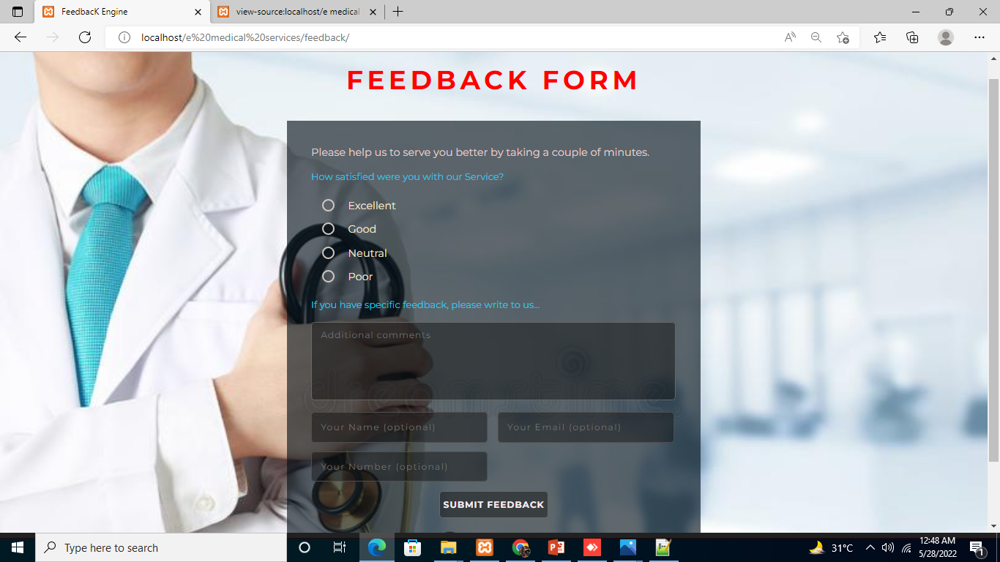 FeedbacK Engine
view-source:localhost/e medical
localhost/e%20medical%20services/feedback/
FEEDBACK FORM
Please help us to serve you better by taking a couple of minutes.
How satisfied were you with our Service?
Excellent
Good
Neutral
Poor
If you have specific feedback, please write to us...
Additional comments
dreamstime
Your Name (optional)
Your Email (optional)
Your Number (optional)
SUBMIT FEEDBACK
Type here to search
31°C
12:48 AM
5/28/2022
1